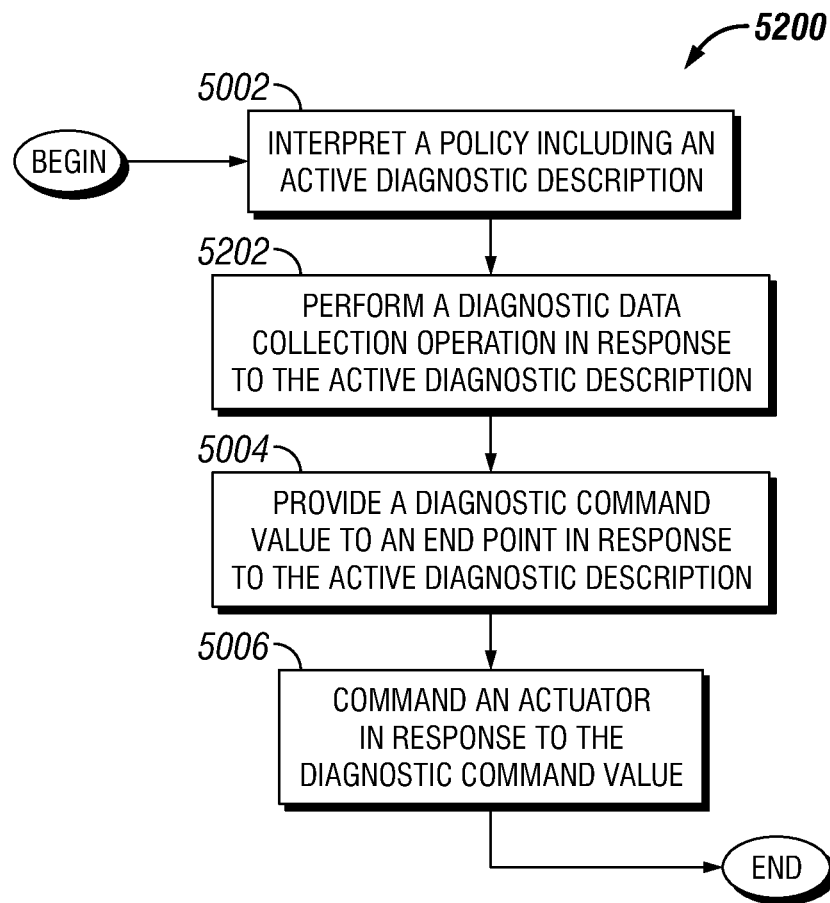 5200
5002
BEGIN
INTERPRET A POLICY INCLUDING AN
ACTIVE DIAGNOSTIC DESCRIPTION
5202
PERFORM A DIAGNOSTIC DATA
COLLECTION OPERATION IN RESPONSE
TO THE ACTIVE DIAGNOSTIC DESCRIPTION
5004
PROVIDE A DIAGNOSTIC COMMAND
VALUE TO AN END POINT IN RESPONSE
TO THE ACTIVE DIAGNOSTIC DESCRIPTION
5006
COMMAND AN ACTUATOR
IN RESPONSE TO THE
DIAGNOSTIC COMMAND VALUE
END